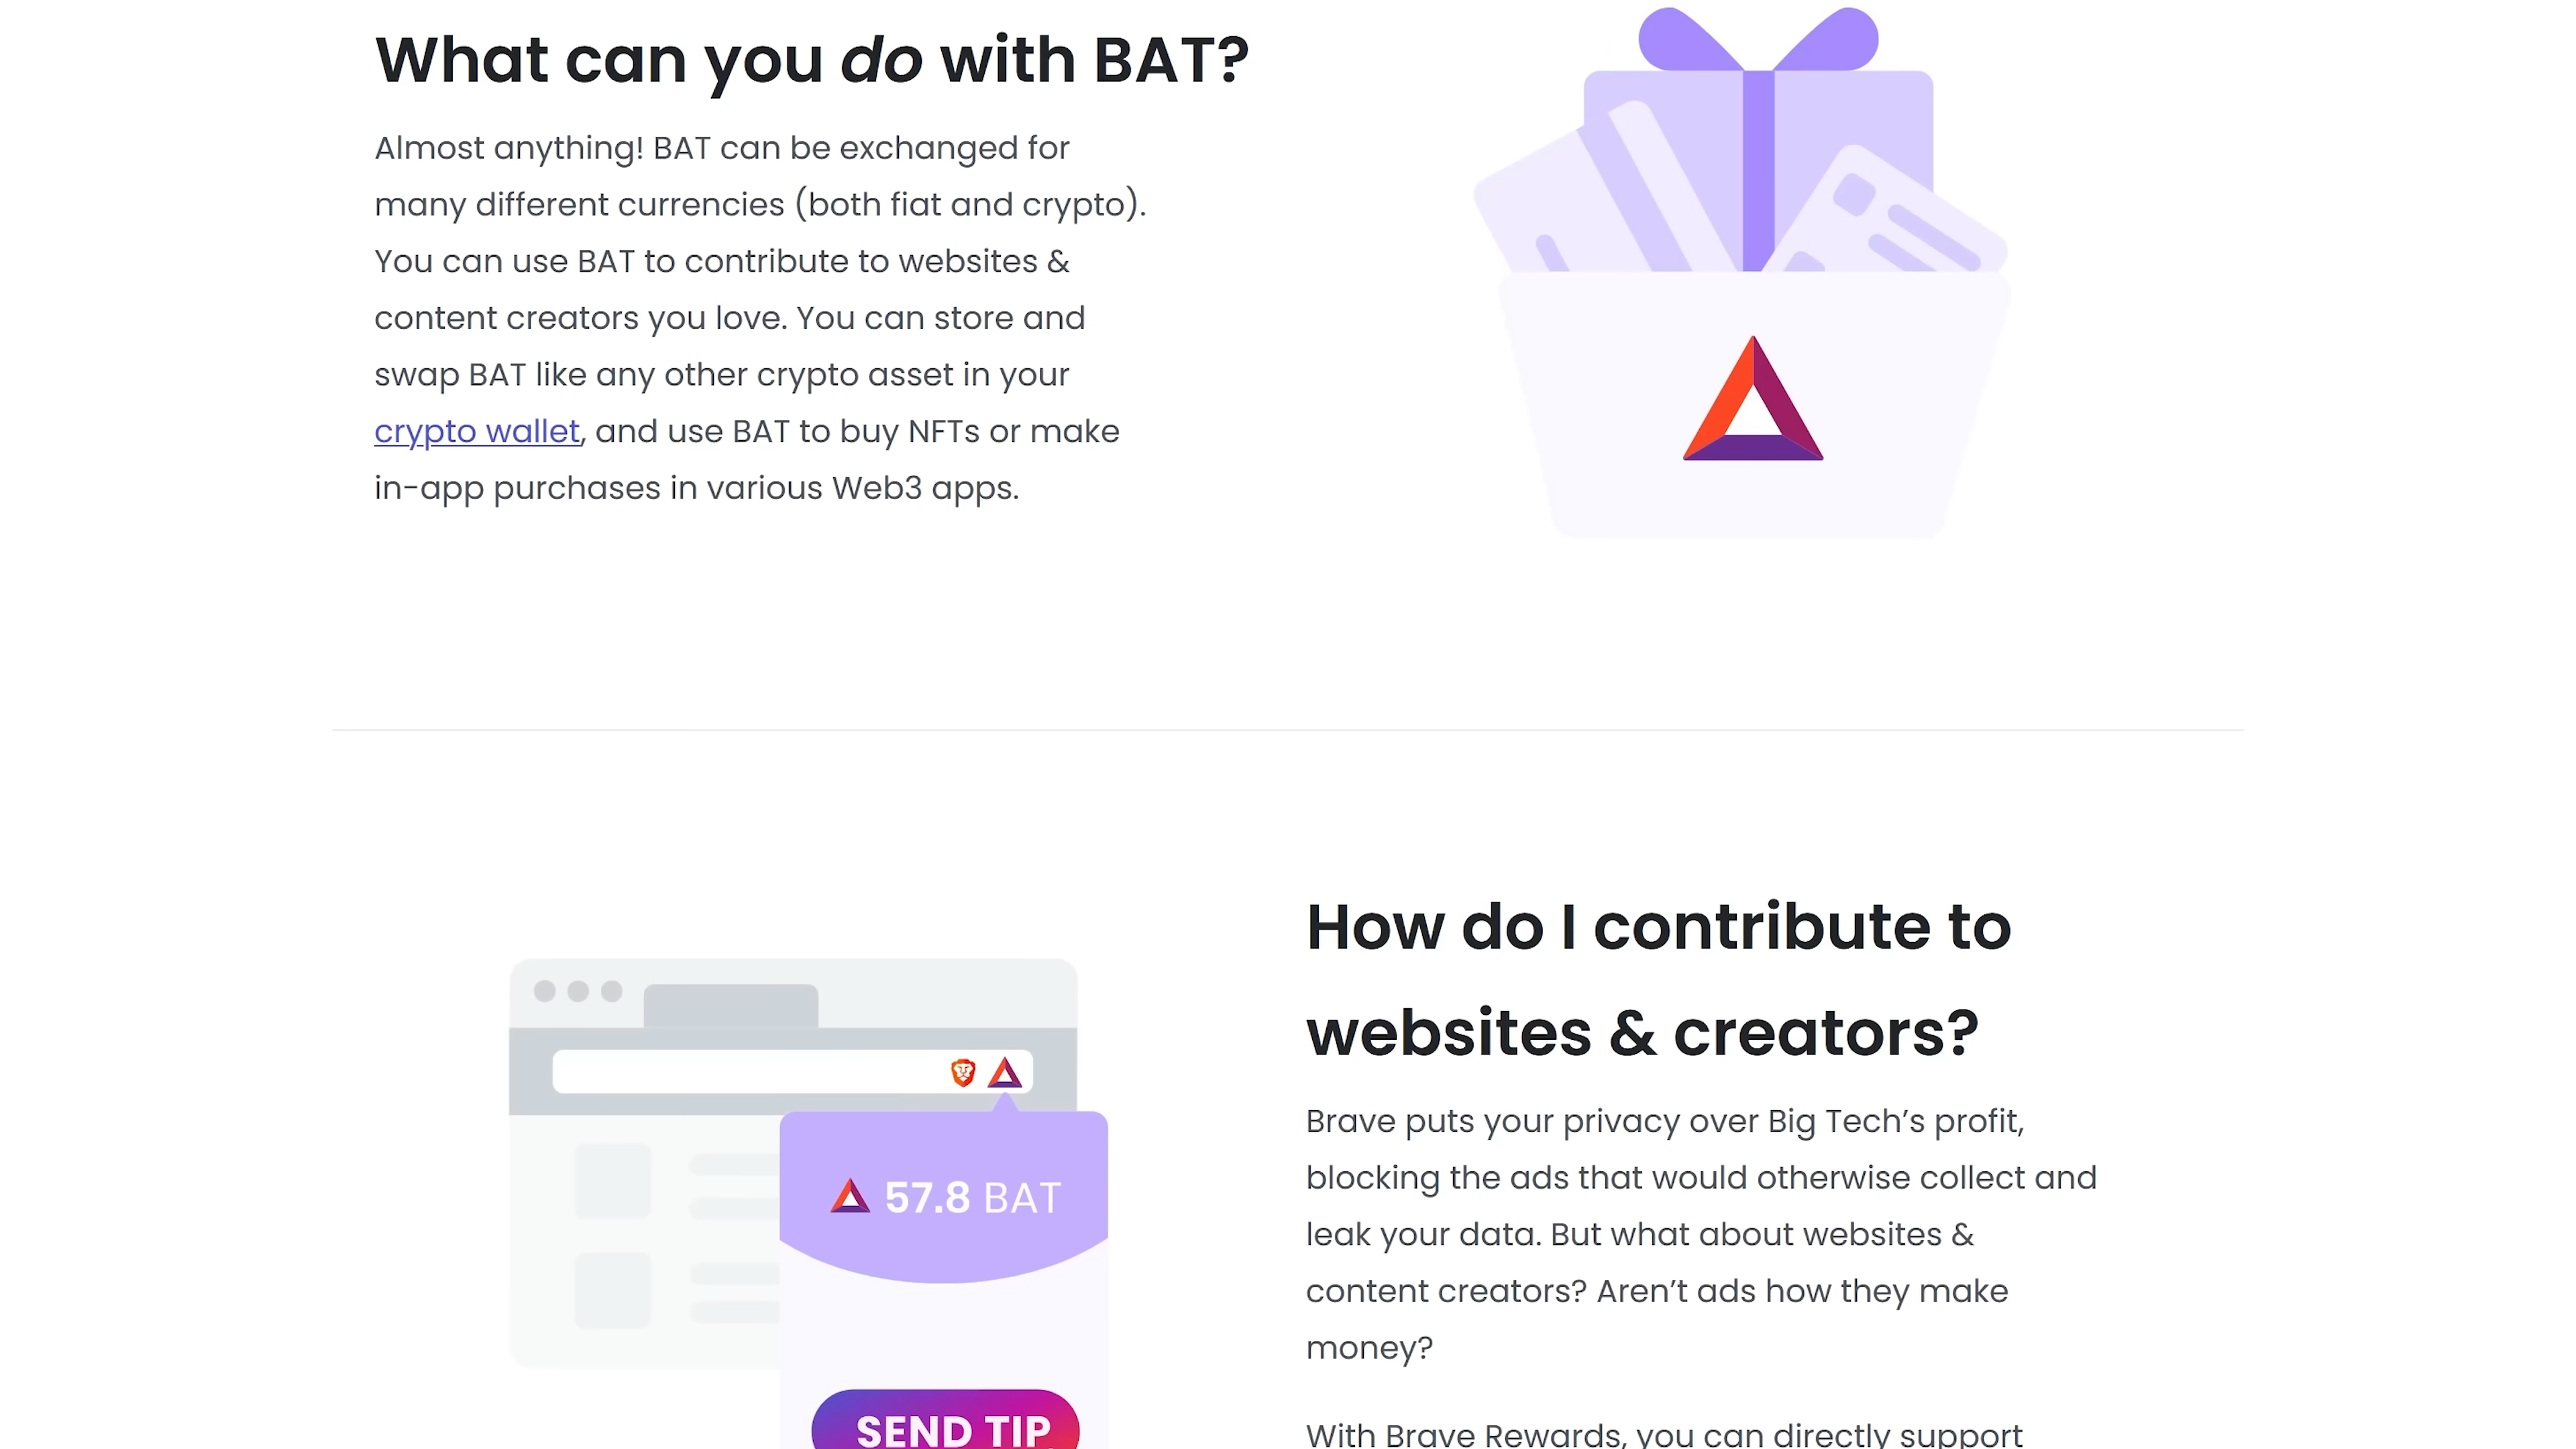 What can you do with BAT?
Almost anything! BAT can be exchanged for
many different currencies (both fiat and crypto).
You can use BAT to contribute to websites &
content creators you love. You can store and
swap BAT like any other crypto asset in your
crypto wallet, and use BAT to buy NFTs or make
in-app purchases in various Web3 apps.
57.8 BAT
SEND TIP
How do I contribute to
websites & creators?
Brave puts your privacy over Big Tech’s profit,
blocking the ads that would otherwise collect and
leak your data. But what about websites &
content creators? Aren’t ads how they make
money?
With Brave Rewards, you can directly support